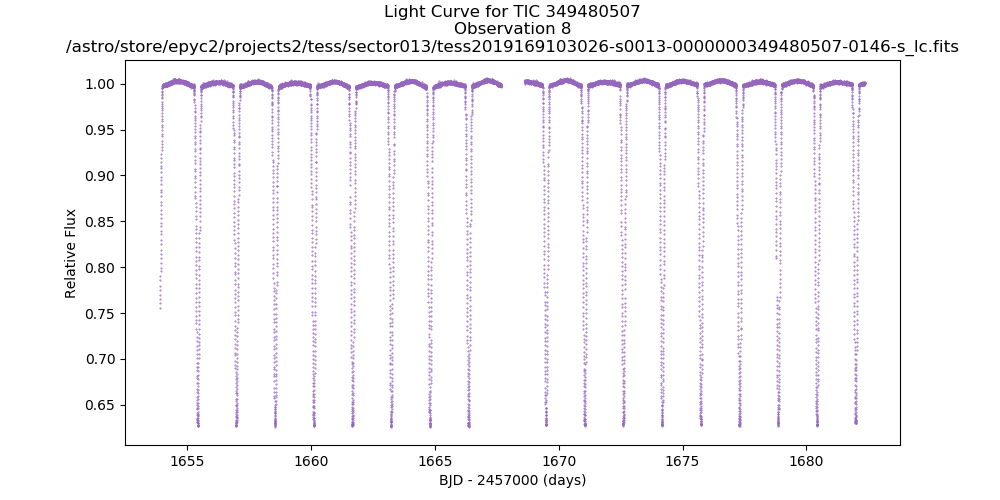 Light Curve for TIC 349480507
Observation 8
/astro/store/epyc2/projects2/tess/sector013/tess2019169103026-s0013-0000000349480507-0146-s_lc.fits
1.00
0.95
0.90
0.85
0.80
0.75
0.70
0.65
Relative Flux
1655
1660
1665
1670
1675
1680
BJD - 2457000 (days)